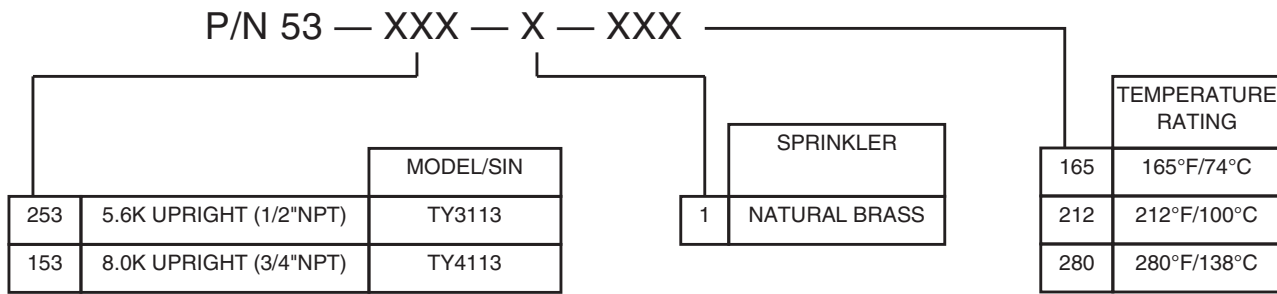 P/N 53 — XXX — X — XXX
MODEL/SIN
253 5.6K UPRIGHT (1/2"NPT) TY3113
153 8.0K UPRIGHT (3/4"NPT) TY4113
SPRINKLER
1 NATURAL BRASS
TEMPERATURE
RATING
165 165°F/74°C
212 212°F/100°C
280 280°F/138°C